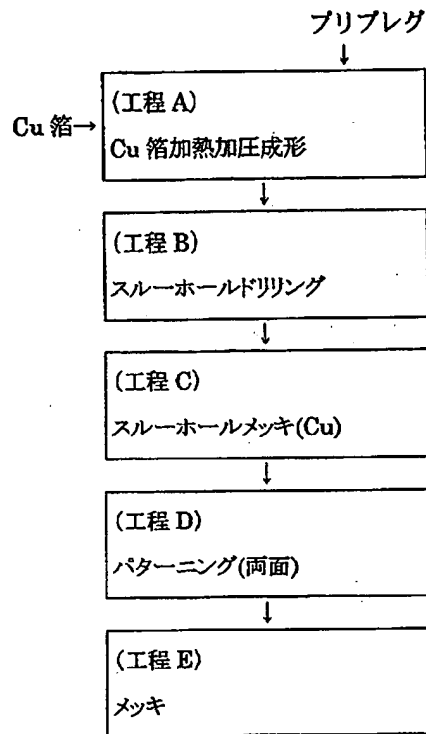 プリプレグ
↓
Cu 箔→
(工程 A)
Cu 箔加熱加圧成形
↓
(工程 B)
スルーホールドリリング
↓
(工程 C)
スルーホールメッキ(Cu)
↓
(工程 D)
パターニング(両面)
↓
(工程 E)
メッキ